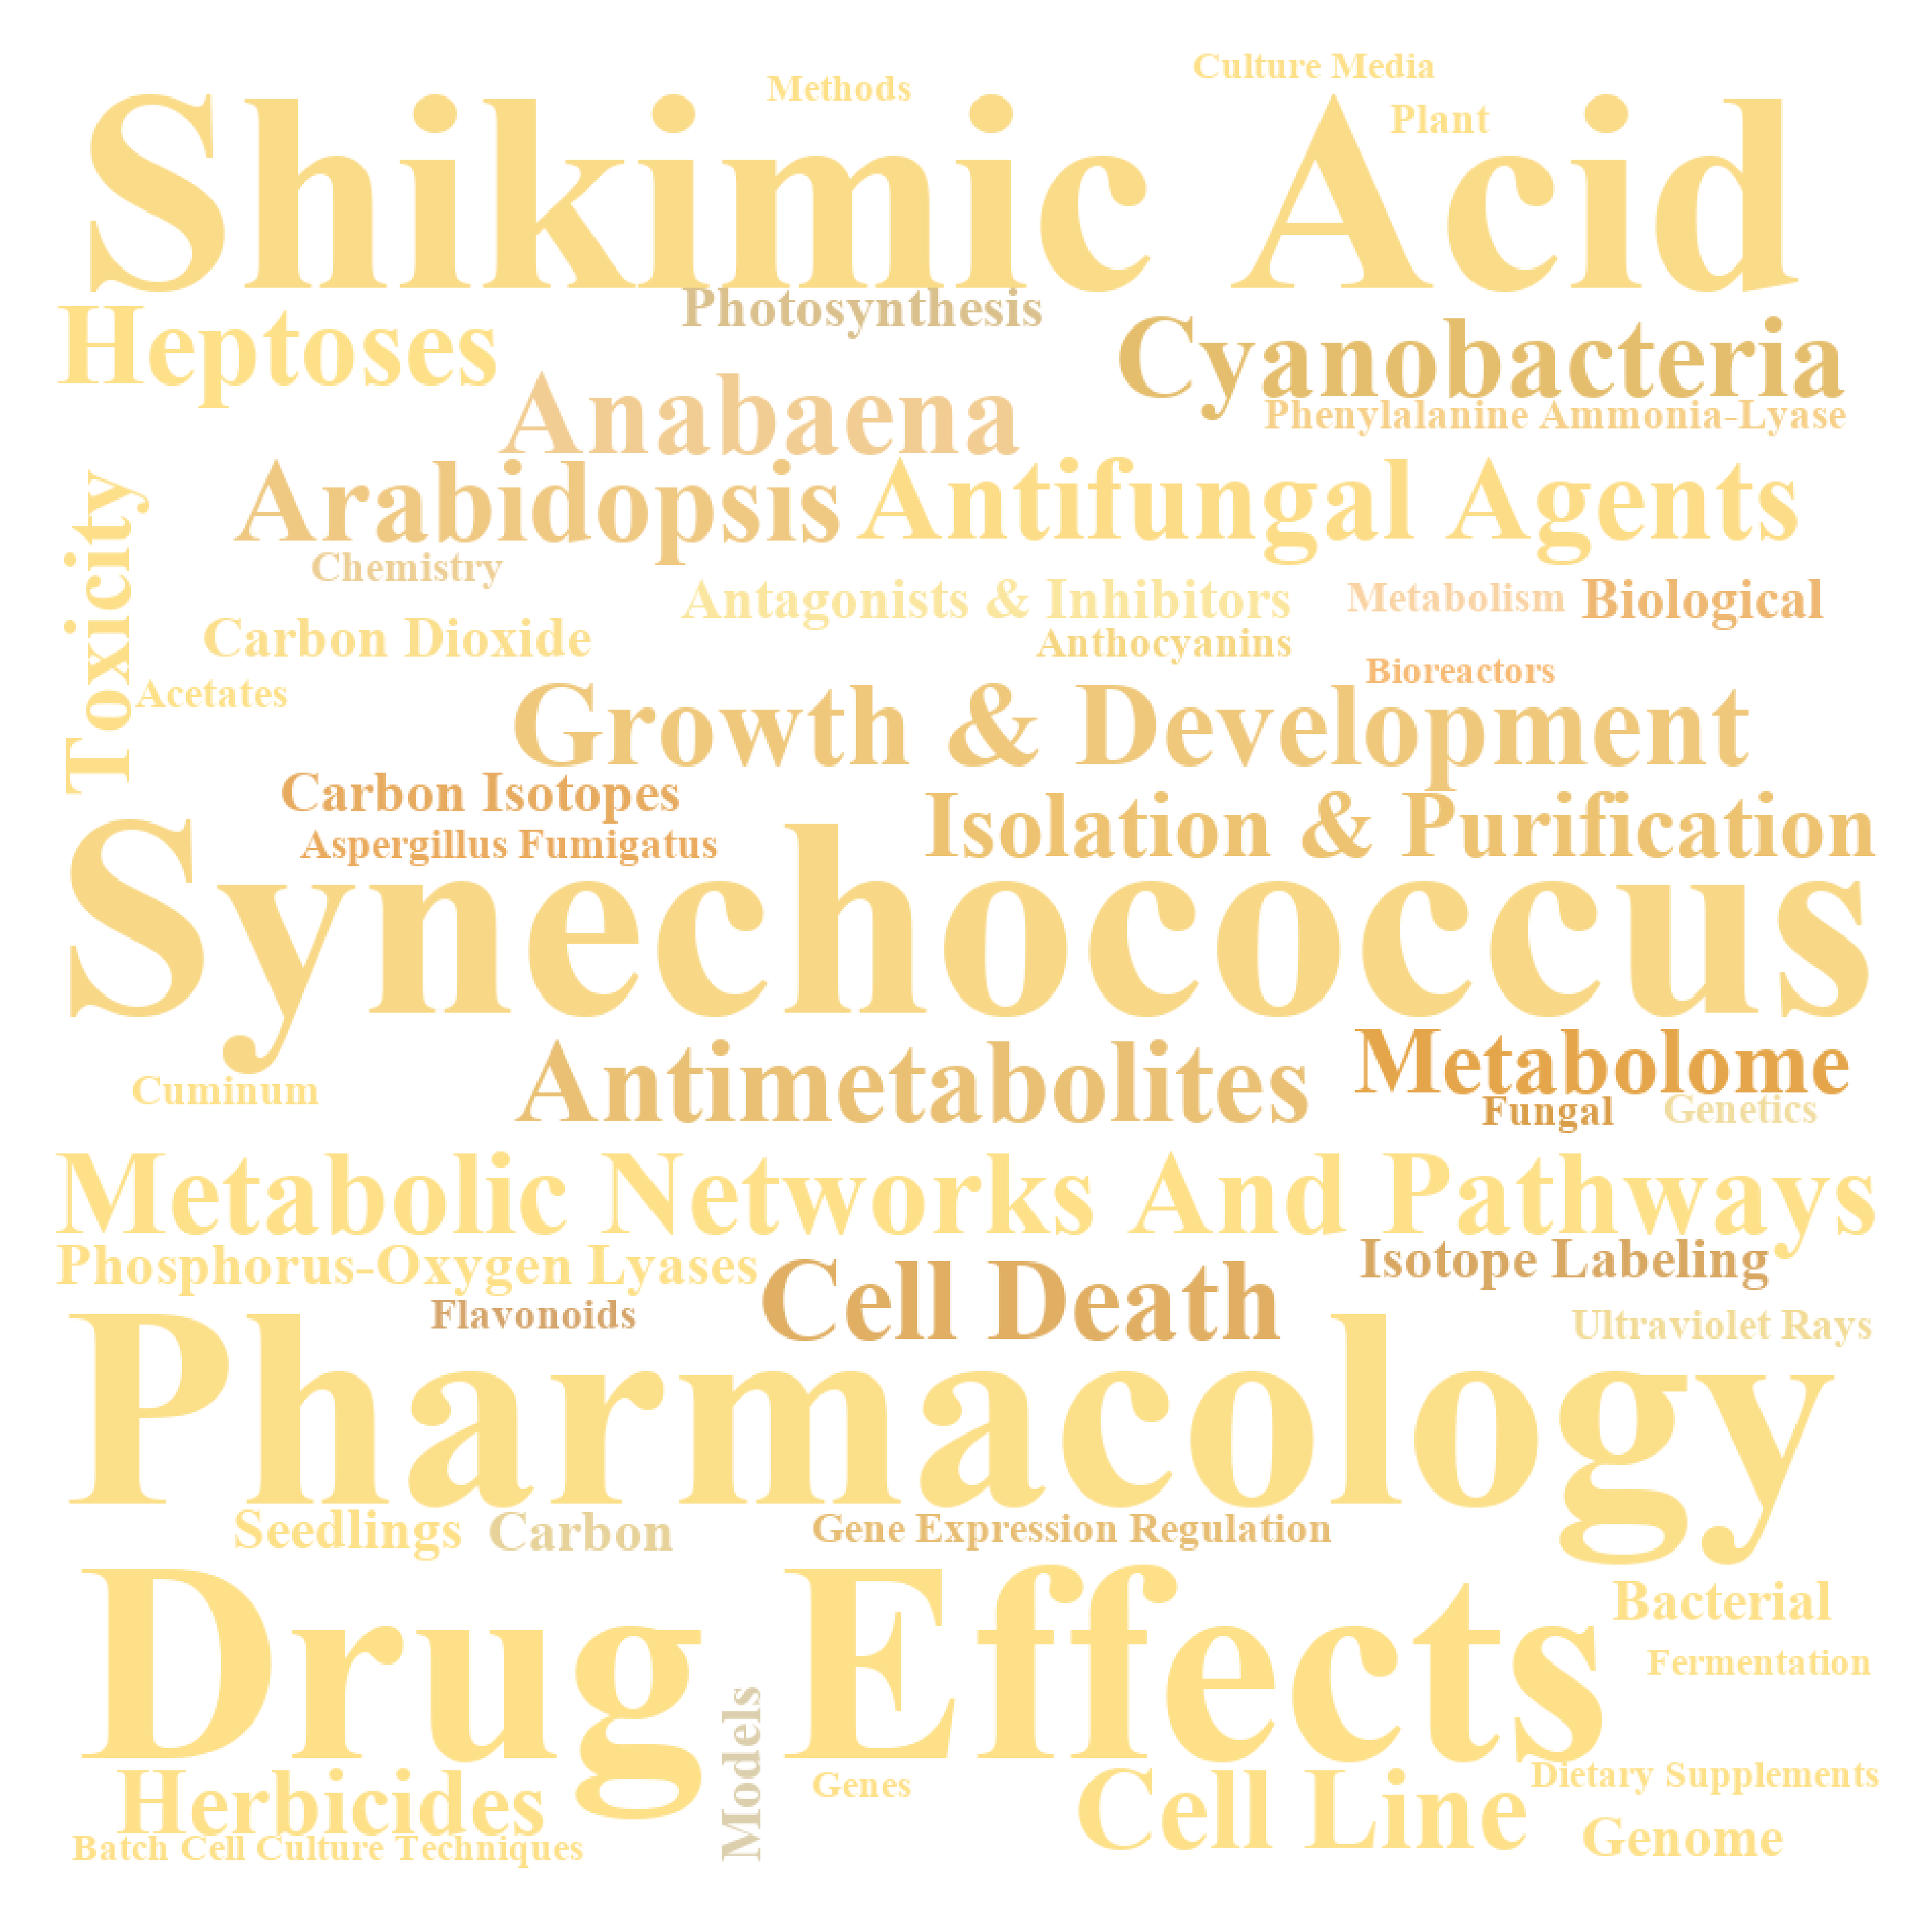 Culture Media
Methods
Plant
Shikimic Acid
Photosynthesis
Heptoses
Cyanobacteria
Anabaena
Phenylalanine Ammonia-Lyase
Arabidopsis
Antifungal Agents
Toxicity
Chemistry
Antagonists & Inhibitors
Metabolism
Biological
Carbon Dioxide
Anthocyanins
Bioreactors
Acetates
Growth & Development
Carbon Isotopes
Isolation & Purification
Aspergillus Fumigatus
Synechococcus
Metabolome
Antimetabolites
Cuminum
Fungal
Genetics
Metabolic Networks And Pathways
Phosphorus-Oxygen Lyases
Isotope Labeling
Cell Death
Flavonoids
Ultraviolet Rays
Pharmacology
Seedlings
Carbon
Gene Expression Regulation
Drug Effects
Bacterial
Fermentation
Models
Herbicides
Genes
Cell Line
Dietary Supplements
Batch Cell Culture Techniques
Genome